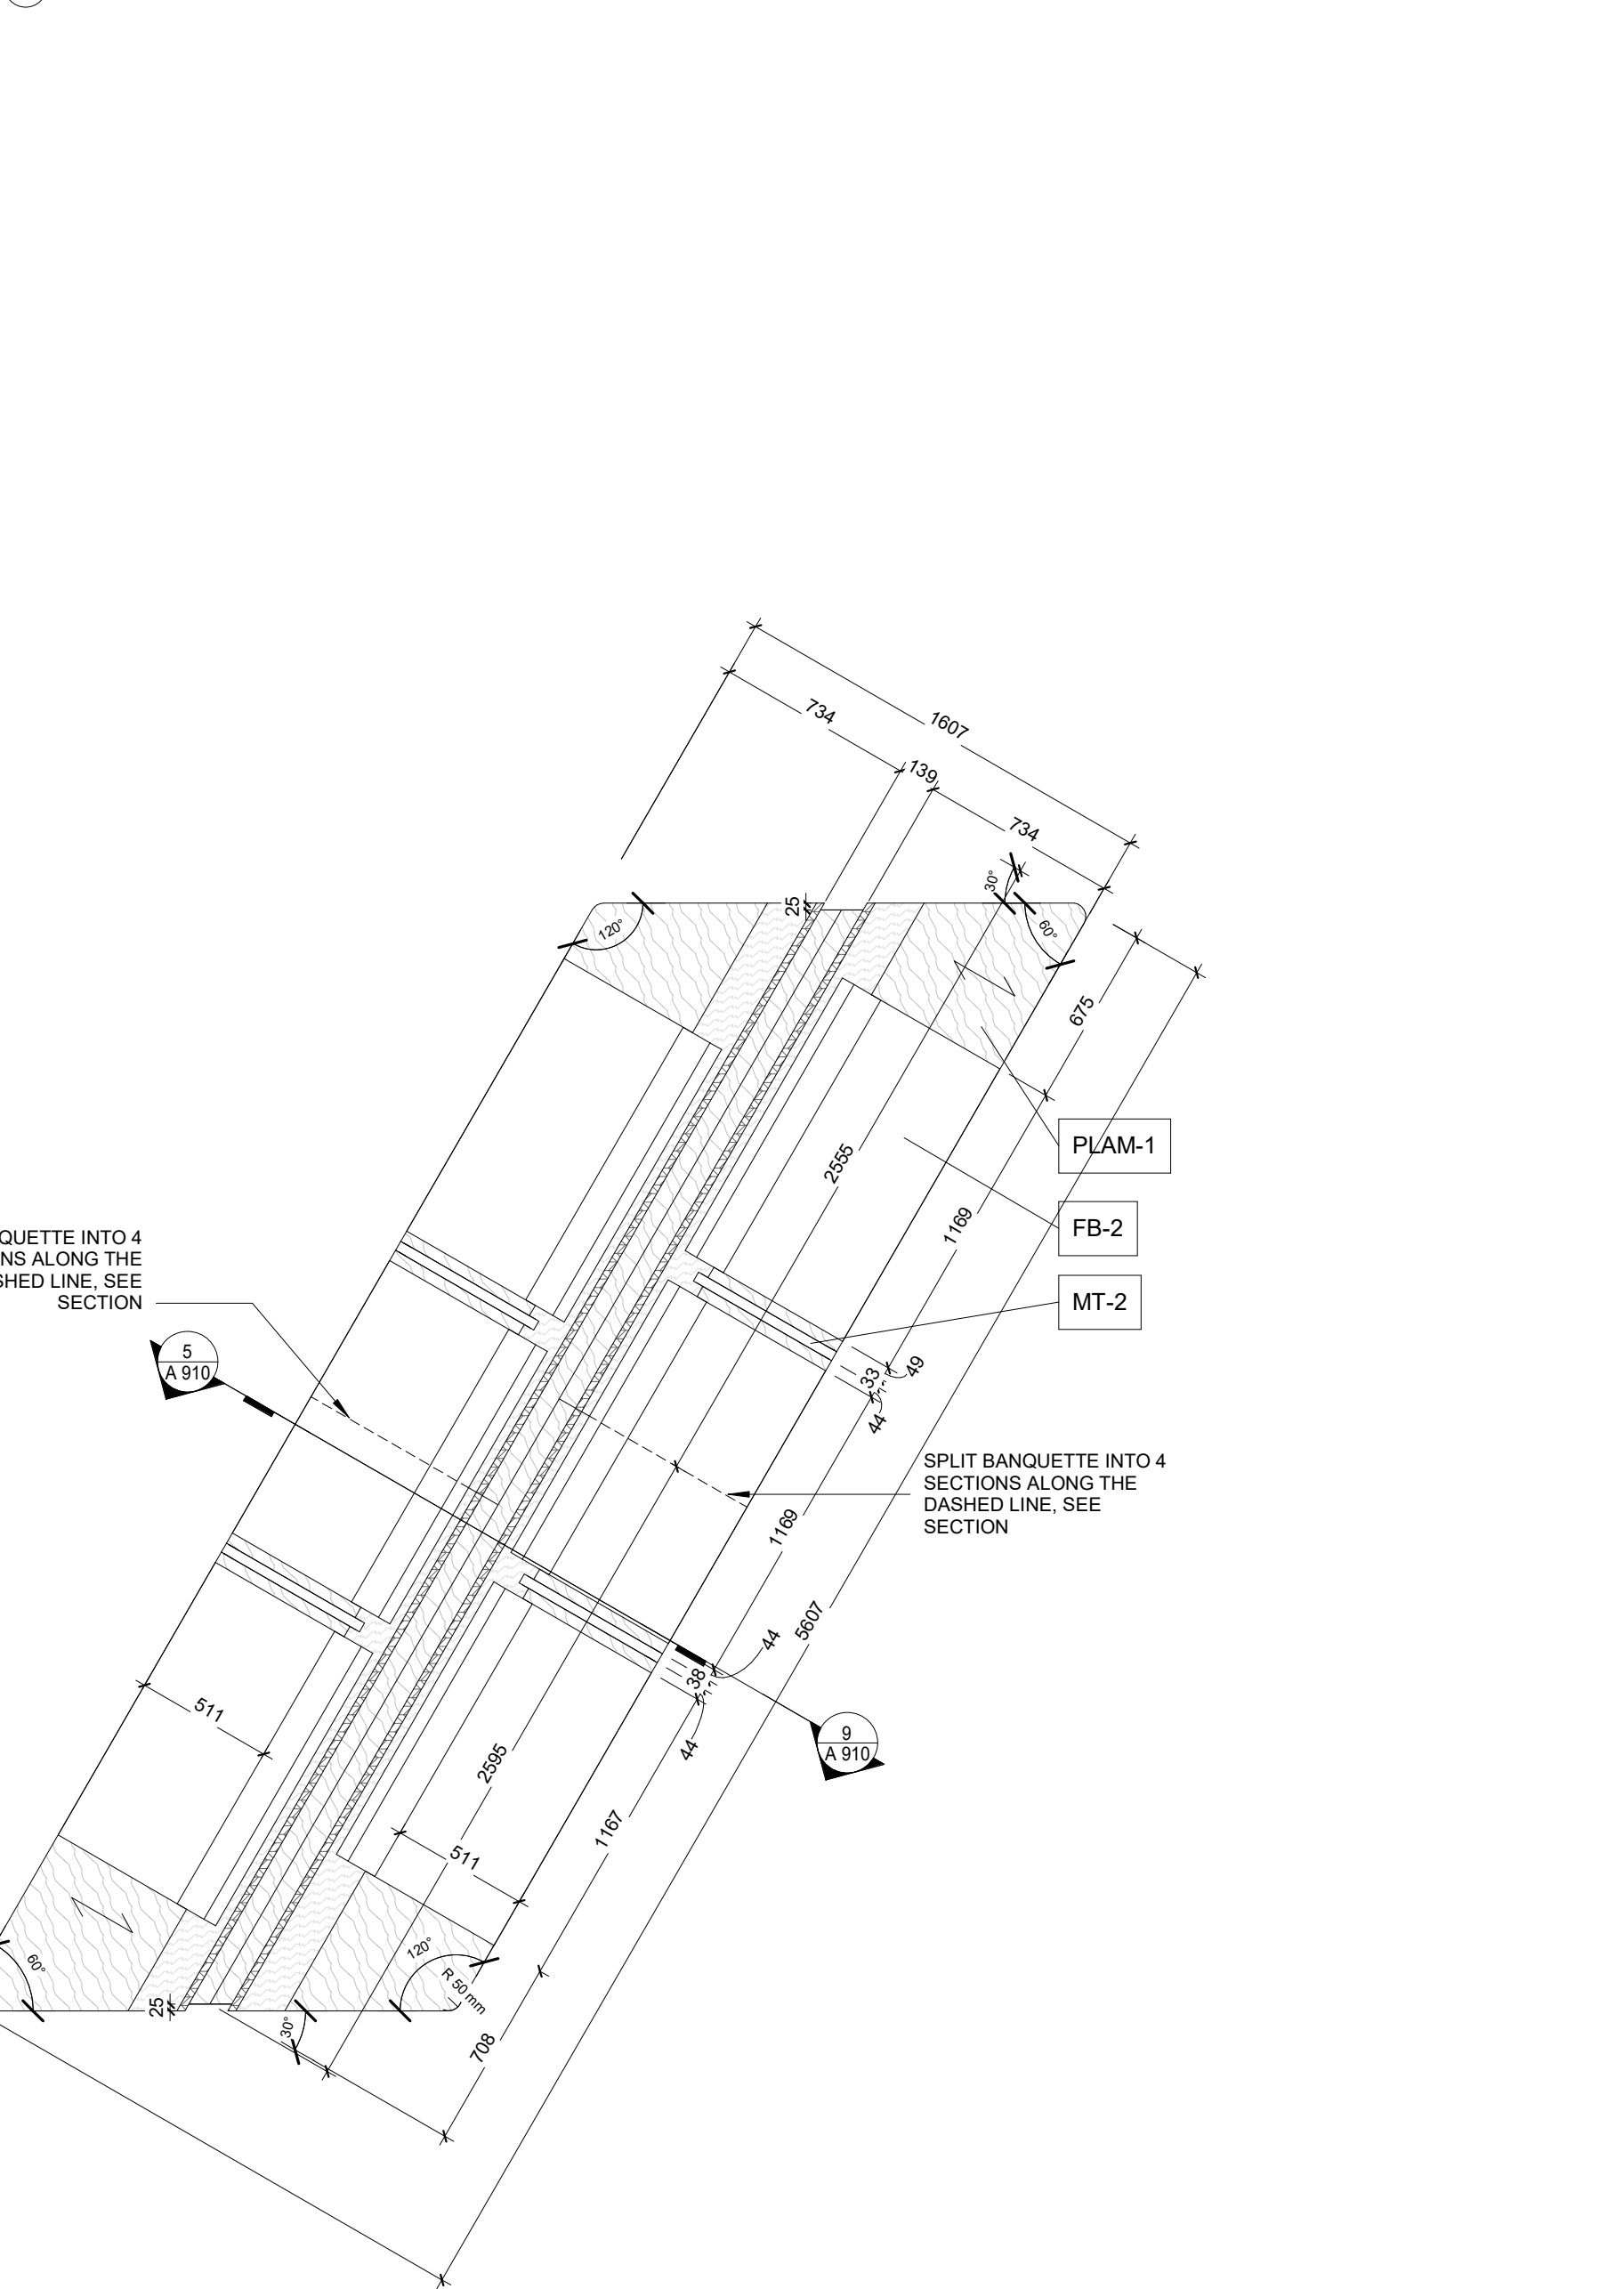 1607
734
139
734
30°
25
120°
60°
675
PLAM-1
2555
FB-2
1169
QUETTE INTO 4
NS ALONG THE
SHED LINE, SEE
SECTION
MT-2
5
A 910
49
33
44
SPLIT BANQUETTE INTO 4
SECTIONS ALONG THE
DASHED LINE, SEE
SECTION
1169
5607
44
38
44
511
9
A 910
2595
1167
511
120°
60°
R 50 mm
25
30°
708